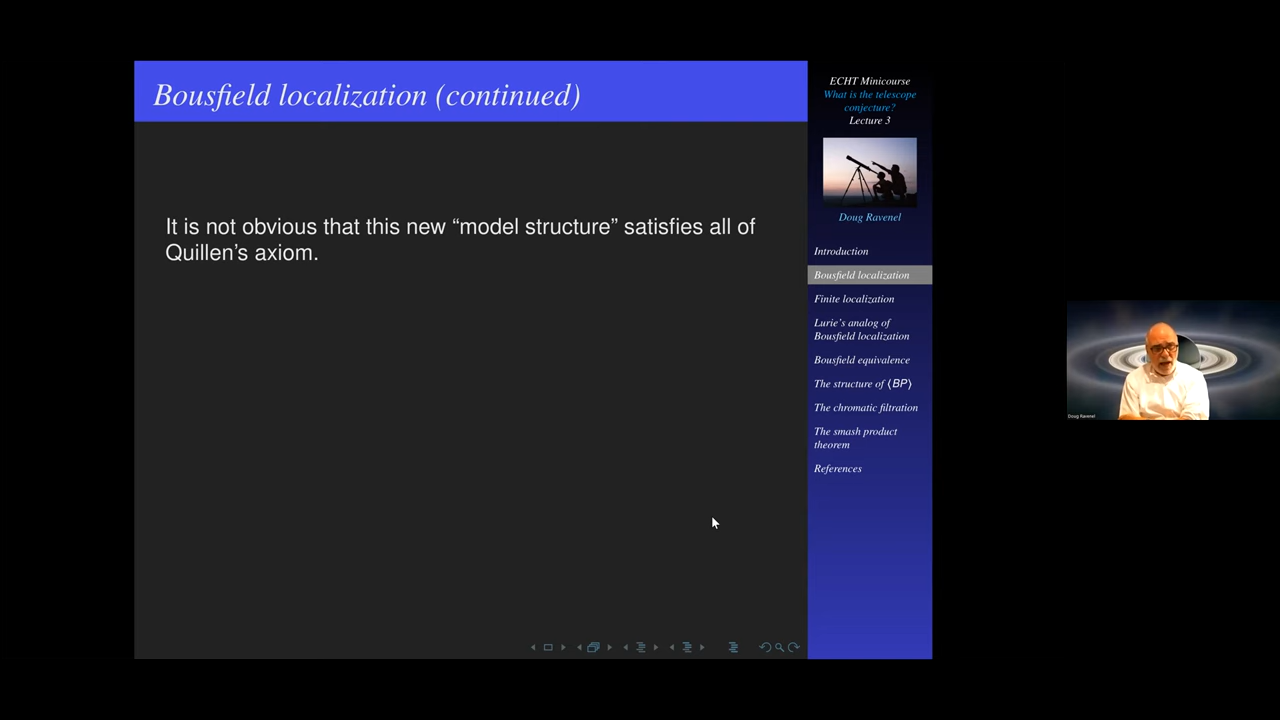 Bousfield localization (continued)
It is not obvious that this new “model structure” satisfies all of
Quillen’s axiom.
ECHT Minicourse
What is the telescope
conjecture?
Lecture 3
Doug Ravenel
Introduction
Bousfield localization
Finite localization
Lurie’s analog of
Bousfield localization
Bousfield equivalence
The structure of ⟨BP⟩
The chromatic filtration
The smash product
theorem
References
Doug Ravenel